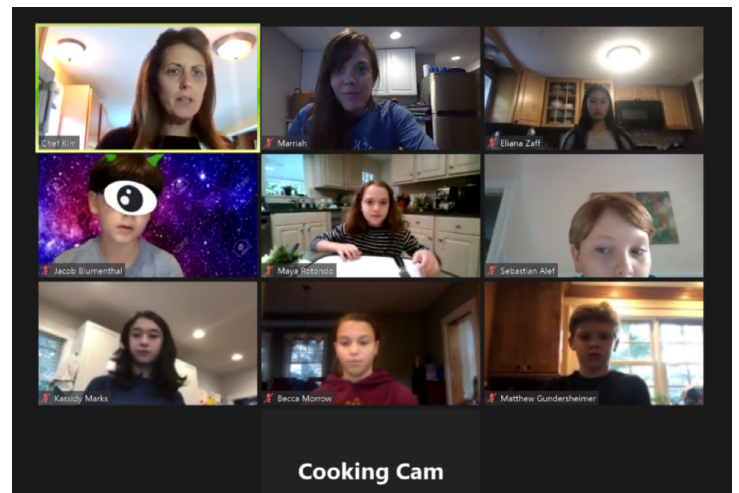 Chef Kim
Marriah
Eliana Zaff
Jacob Blumenthal
Maya Rotondo
Sebastian Alef
Kassidy Marks
Becca Morrow
Matthew Gundersheimer
Cooking Cam